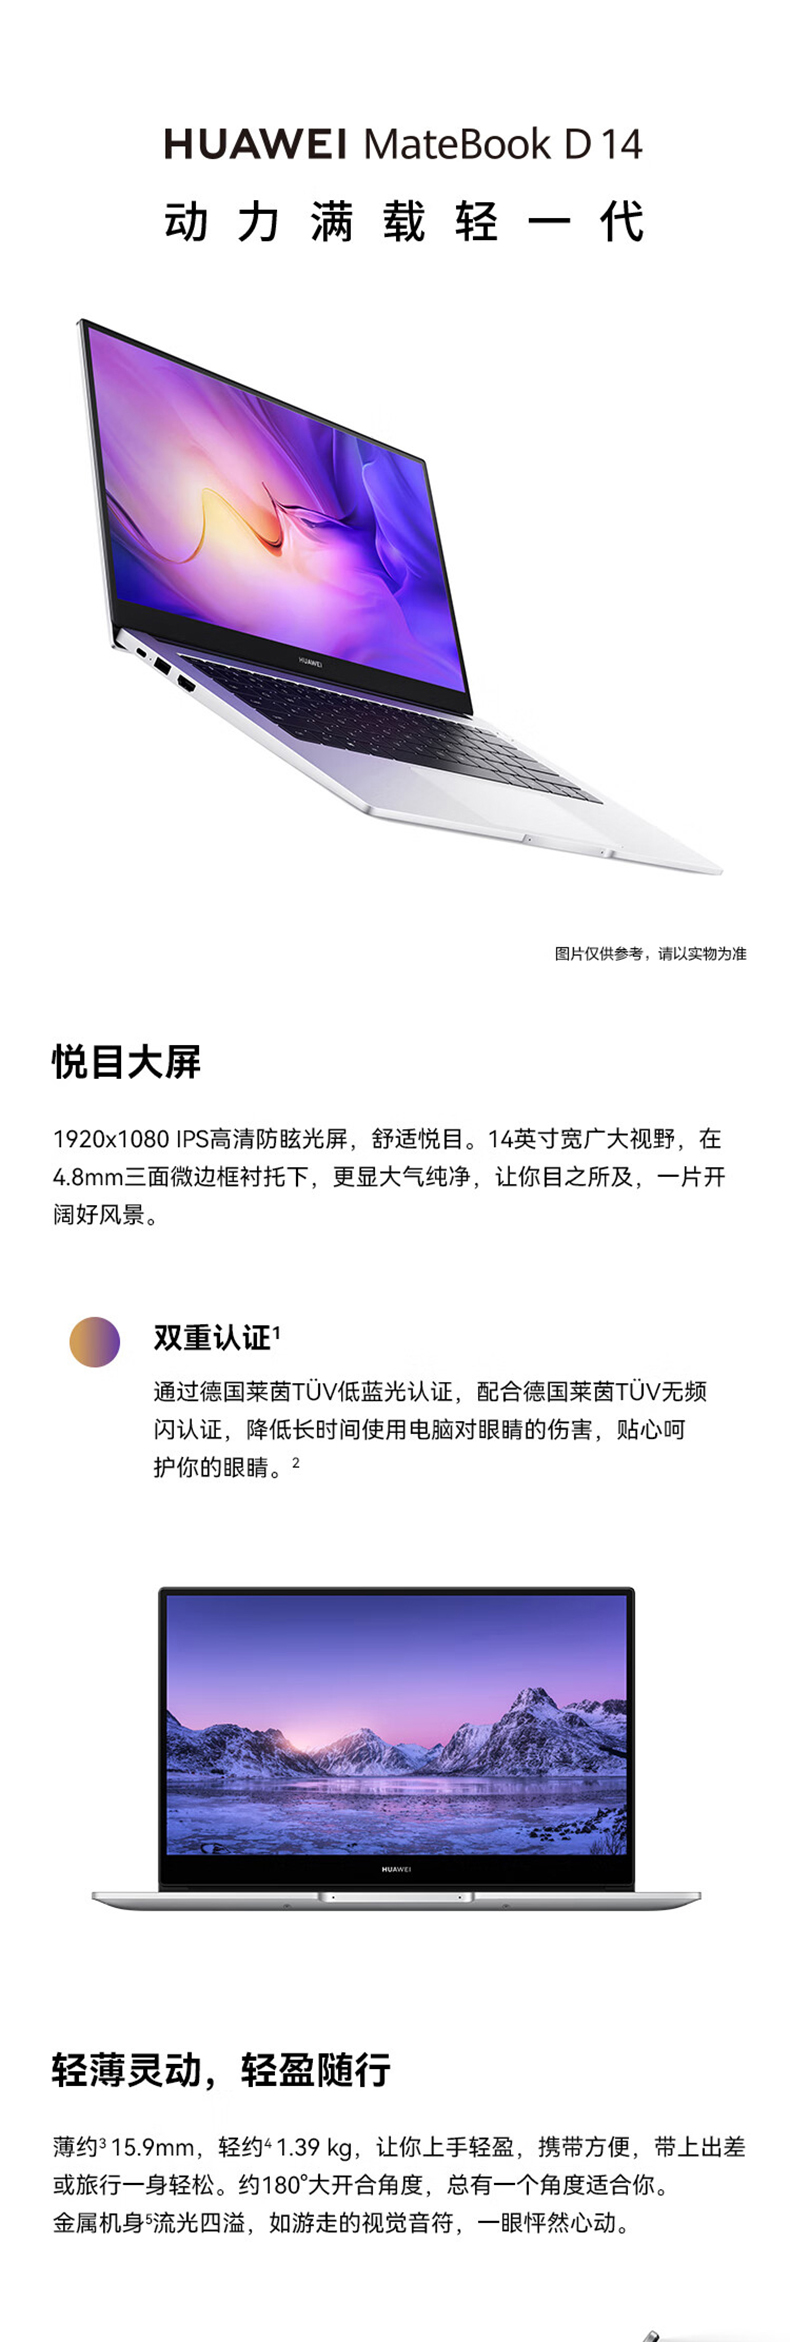 HUAWEI MateBook D 14
动力满载轻一代
HUAWEI
图片仅供参考，请以实物为准
悦目大屏
1920x1080 IPS高清防眩光屏，舒适悦目。14英寸宽广大视野，在
4.8mm三面微边框衬托下，更显大气纯净，让你目之所及，一片开
阔好风景。
双重认证¹
通过德国莱茵TÜV低蓝光认证，配合德国莱茵TÜV无频
闪认证，降低长时间使用电脑对眼睛的伤害，贴心呵
护你的眼睛。²
HUAWEI
轻薄灵动，轻盈随行
薄约³ 15.9mm，轻约⁴ 1.39 kg，让你上手轻盈，携带方便，带上出差
或旅行一身轻松。约180°大开合角度，总有一个角度适合你。
金属机身⁵流光四溢，如游走的视觉音符，一眼怦然心动。